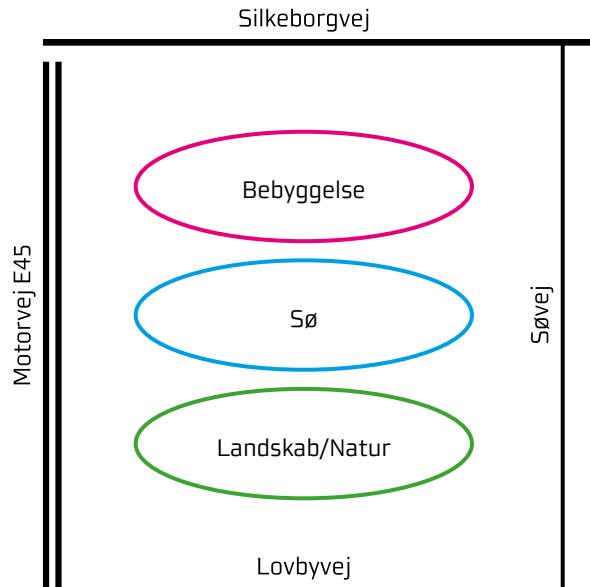 Silkeborgvej
Bebyggelse
Motorvej E45
Sø
Søvej
Landskab/Natur
Lovbyvej